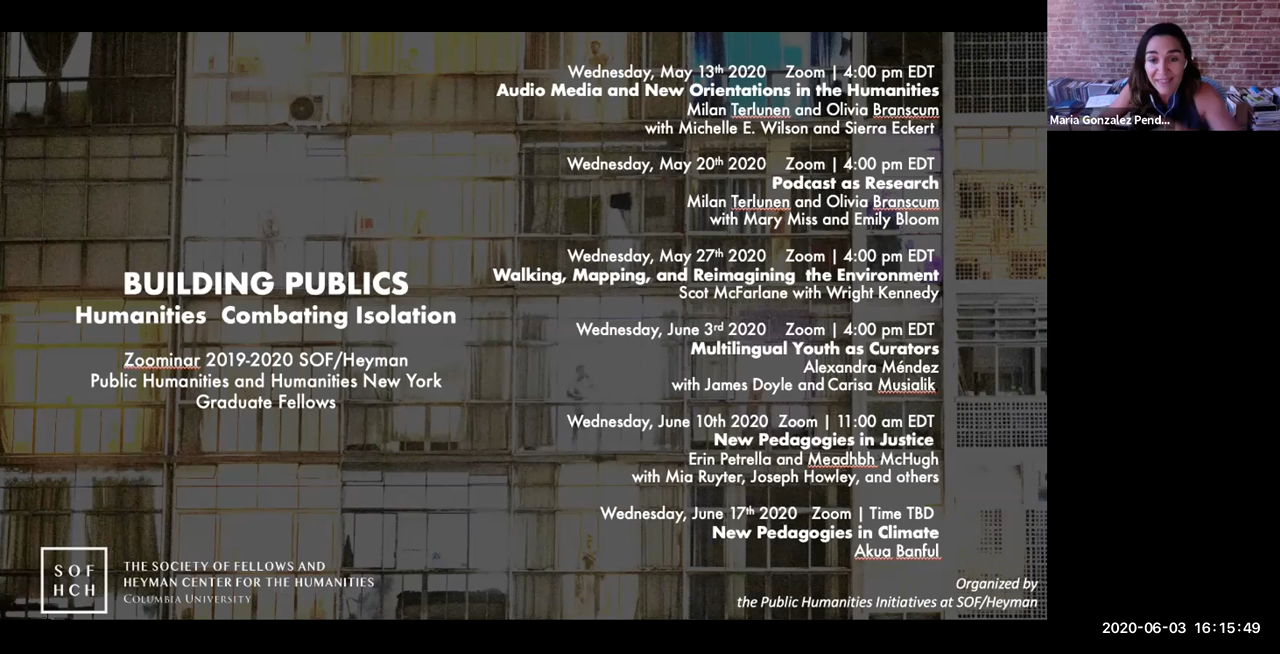 Wednesday, May 13th 2020 Zoom | 4:00 pm EDT
Audio Media and New Orientations in the Humanities
Milan Terlunen and Olivia Branscum
with Michelle E. Wilson and Sierra Eckert
Wednesday, May 20th 2020 Zoom | 4:00 pm EDT
Podcast as Research
Milan Terlunen and Olivia Branscum
with Mary Miss and Emily Bloom
Wednesday, May 27th 2020 Zoom | 4:00 pm EDT
Walking, Mapping, and Reimagining the Environment
Scot McFarlane with Wright Kennedy
Wednesday, June 3rd 2020 Zoom | 4:00 pm EDT
Multilingual Youth as Curators
Alexandra Méndez
with James Doyle and Carisa Musialik
Wednesday, June 10th 2020 Zoom | 11:00 am EDT
New Pedagogies in Justice
Erin Petrella and Meadhbh McHugh
with Mia Ruyter, Joseph Howley, and others
Wednesday, June 17th 2020 Zoom | Time TBD
New Pedagogies in Climate
Akua Banful
Organized by
the Public Humanities Initiatives at SOF/Heyman
BUILDING PUBLICS
Humanities Combating Isolation
Zoominar 2019-2020 SOF/Heyman
Public Humanities and Humanities New York
Graduate Fellows
SOF
HCH
THE SOCIETY OF FELLOWS AND
HEYMAN CENTER FOR THE HUMANITIES
COLUMBIA UNIVERSITY
Maria Gonzalez Pend...
2020-06-03 16:15:49